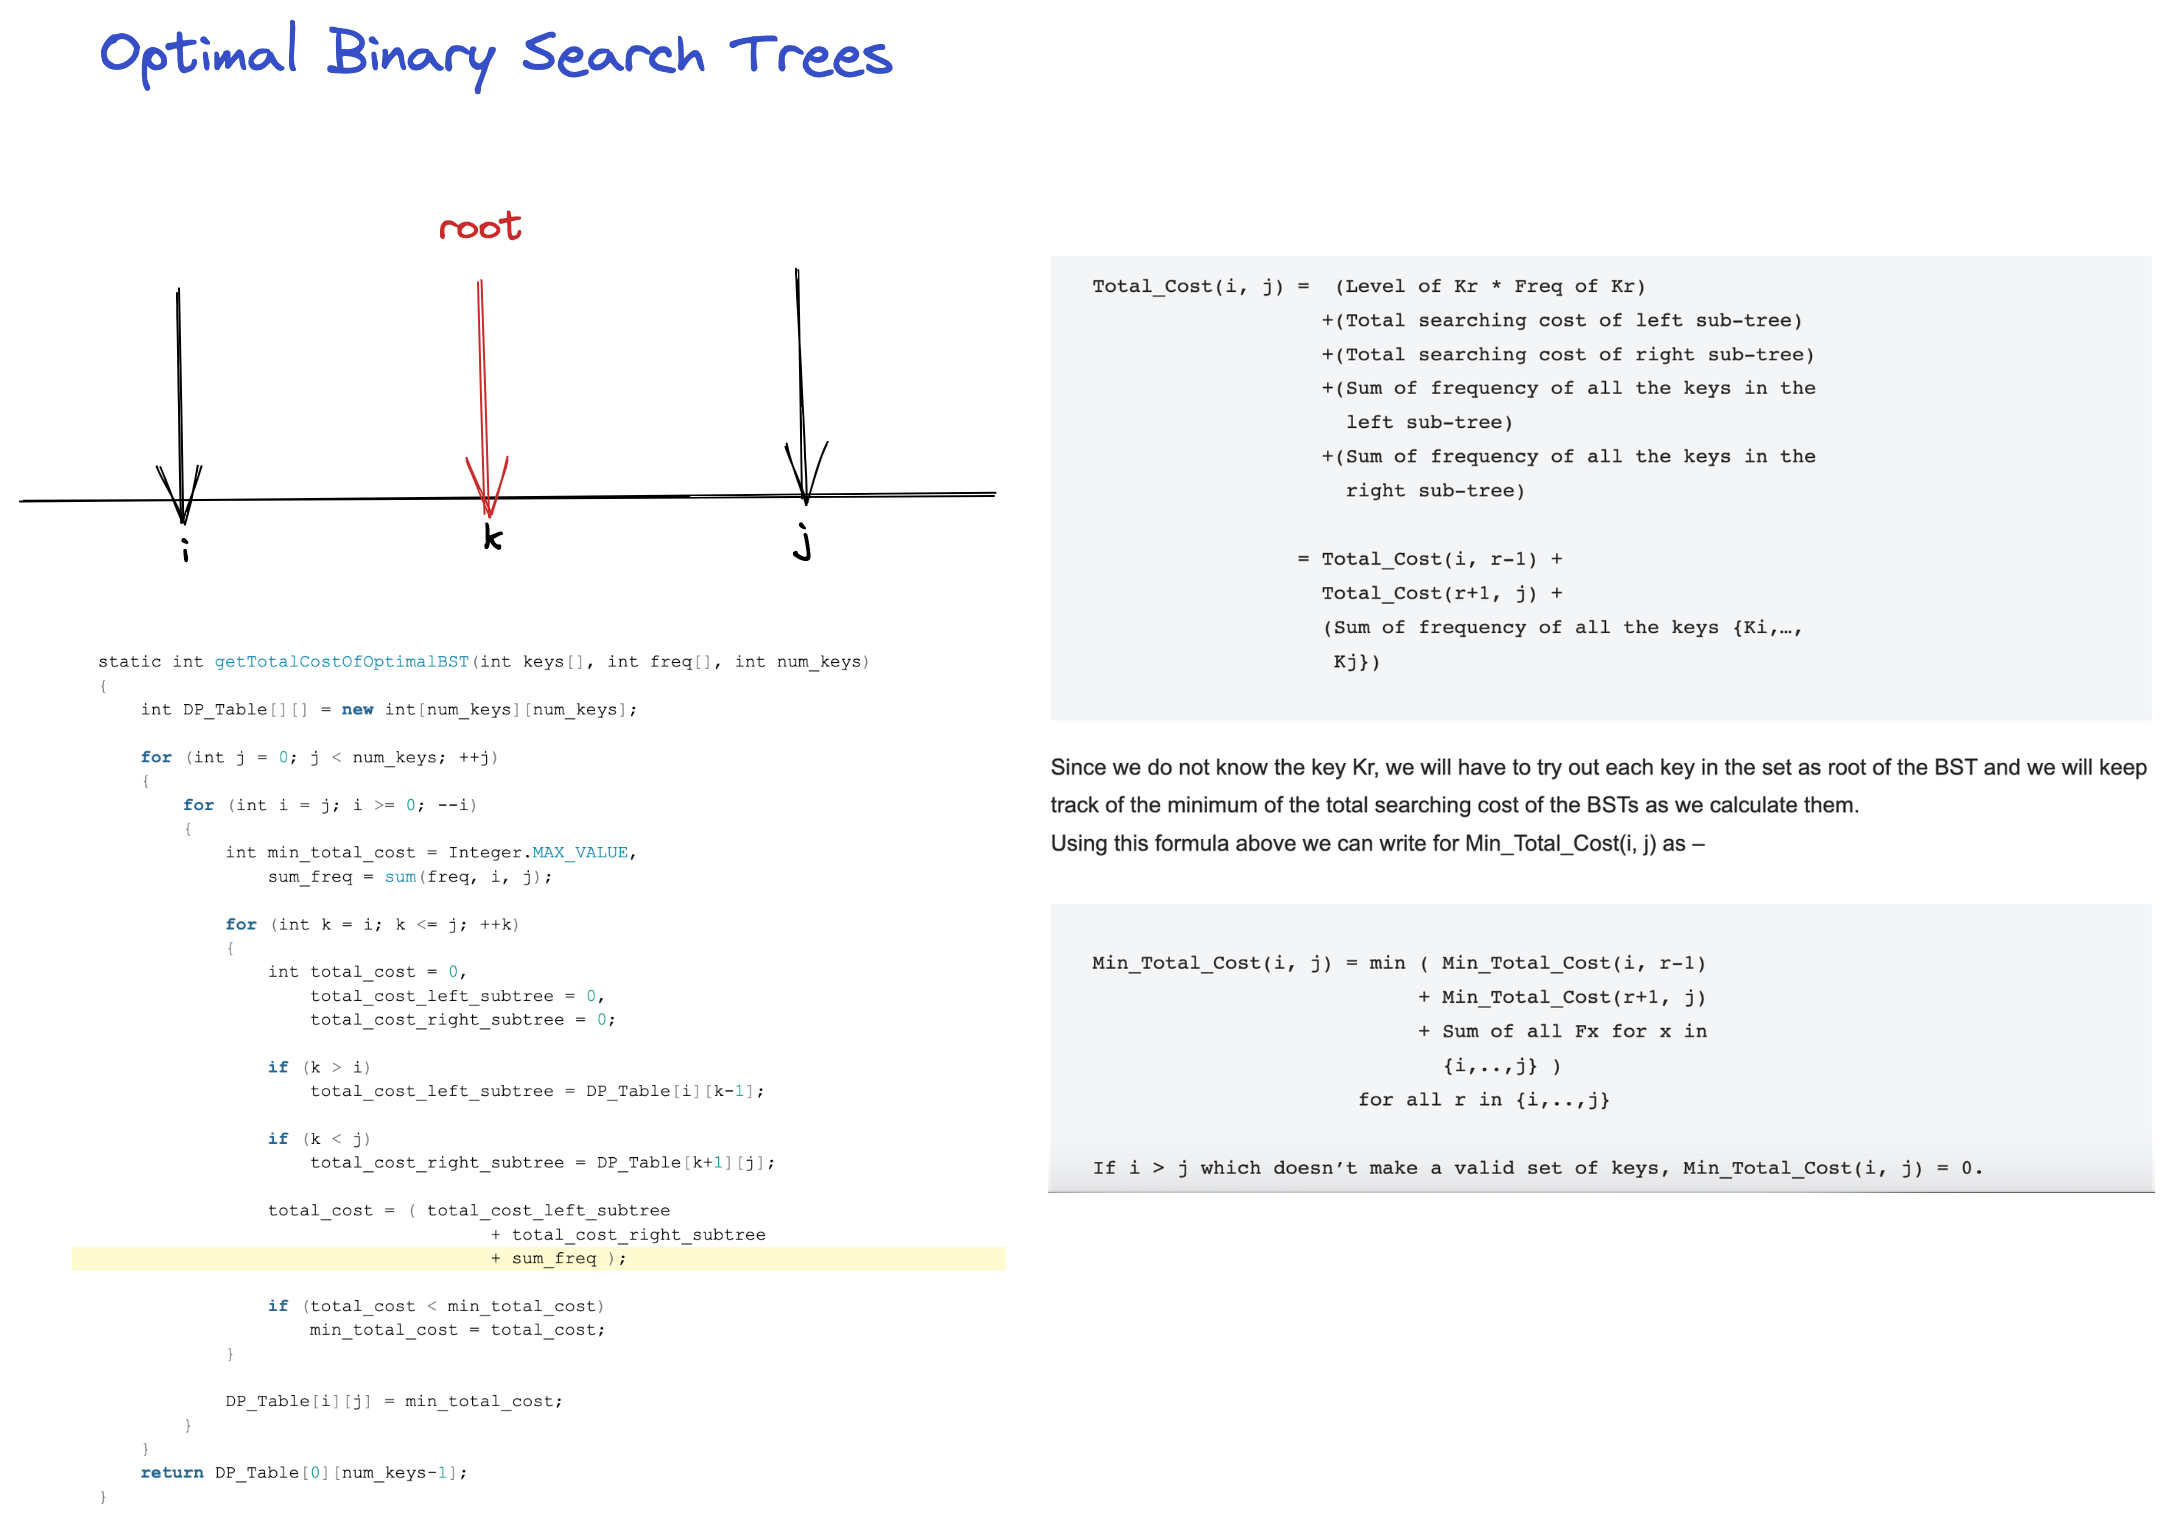 Optimal Binary Search Trees
root
i
k
j
static int getTotalCostOfOptimalBST(int keys[], int freq[], int num_keys)
{
    int DP_Table[][] = new int[num_keys][num_keys];
    for (int j = 0; j < num_keys; ++j)
    {
        for (int i = j; i >= 0; --i)
        {
            int min_total_cost = Integer.MAX_VALUE,
                sum_freq = sum(freq, i, j);
            for (int k = i; k <= j; ++k)
            {
                int total_cost = 0,
                    total_cost_left_subtree = 0,
                    total_cost_right_subtree = 0;
                if (k > i)
                    total_cost_left_subtree = DP_Table[i][k-1];
                if (k < j)
                    total_cost_right_subtree = DP_Table[k+1][j];
                total_cost = ( total_cost_left_subtree
                                     + total_cost_right_subtree
                                     + sum_freq );
                if (total_cost < min_total_cost)
                    min_total_cost = total_cost;
            }
            DP_Table[i][j] = min_total_cost;
        }
    }
    return DP_Table[0][num_keys-1];
}
Total_Cost(i, j) =  (Level of Kr * Freq of Kr)
                   +(Total searching cost of left sub-tree)
                   +(Total searching cost of right sub-tree)
                   +(Sum of frequency of all the keys in the
                     left sub-tree)
                   +(Sum of frequency of all the keys in the
                     right sub-tree)
                 = Total_Cost(i, r-1) +
                   Total_Cost(r+1, j) +
                   (Sum of frequency of all the keys {Ki,…,
                    Kj})
Since we do not know the key Kr, we will have to try out each key in the set as root of the BST and we will keep
track of the minimum of the total searching cost of the BSTs as we calculate them.
Using this formula above we can write for Min_Total_Cost(i, j) as –
Min_Total_Cost(i, j) = min ( Min_Total_Cost(i, r-1)
                           + Min_Total_Cost(r+1, j)
                           + Sum of all Fx for x in
                             {i,..,j} )
                      for all r in {i,..,j}
If i > j which doesn’t make a valid set of keys, Min_Total_Cost(i, j) = 0.